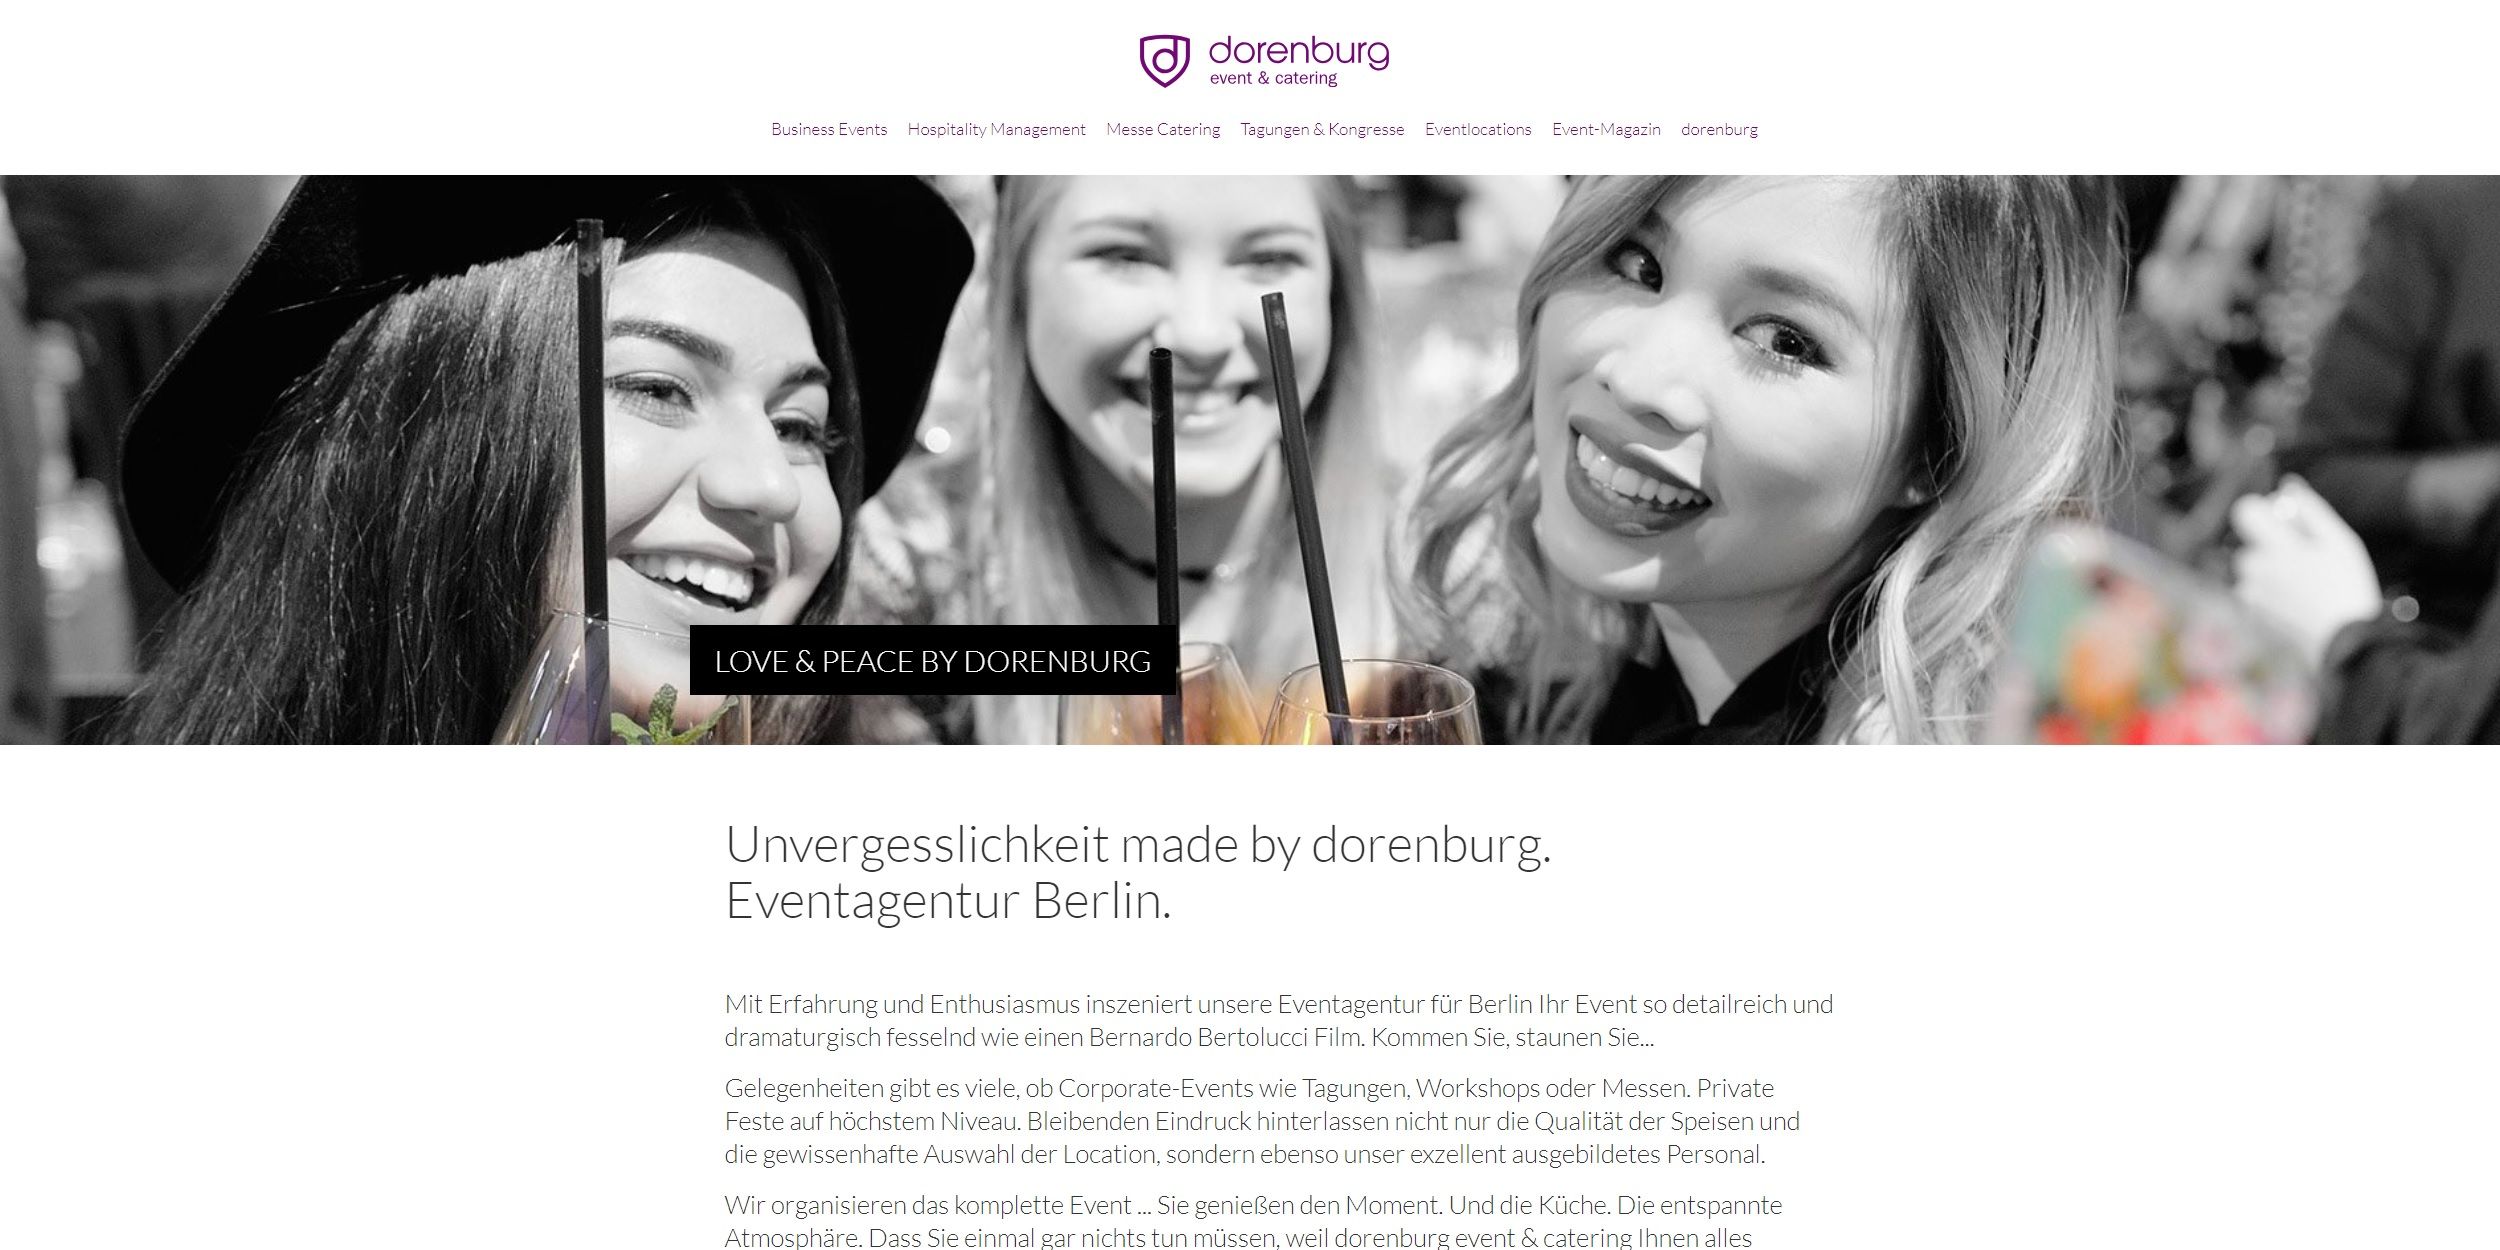 dorenburg
event & catering
Business Events Hospitality Management Messe Catering Tagungen & Kongresse Eventlocations Event-Magazin dorenburg
LOVE & PEACE BY DORENBURG
Unvergesslichkeit made by dorenburg.
Eventagentur Berlin.
Mit Erfahrung und Enthusiasmus inszeniert unsere Eventagentur für Berlin Ihr Event so detailreich und
dramaturgisch fesselnd wie einen Bernardo Bertolucci Film. Kommen Sie, staunen Sie...
Gelegenheiten gibt es viele, ob Corporate-Events wie Tagungen, Workshops oder Messen. Private
Feste auf höchstem Niveau. Bleibenden Eindruck hinterlassen nicht nur die Qualität der Speisen und
die gewissenhafte Auswahl der Location, sondern ebenso unser exzellent ausgebildetes Personal.
Wir organisieren das komplette Event ... Sie genießen den Moment. Und die Küche. Die entspannte
Atmosphäre. Dass Sie einmal gar nichts tun müssen, weil dorenburg event & catering Ihnen alles